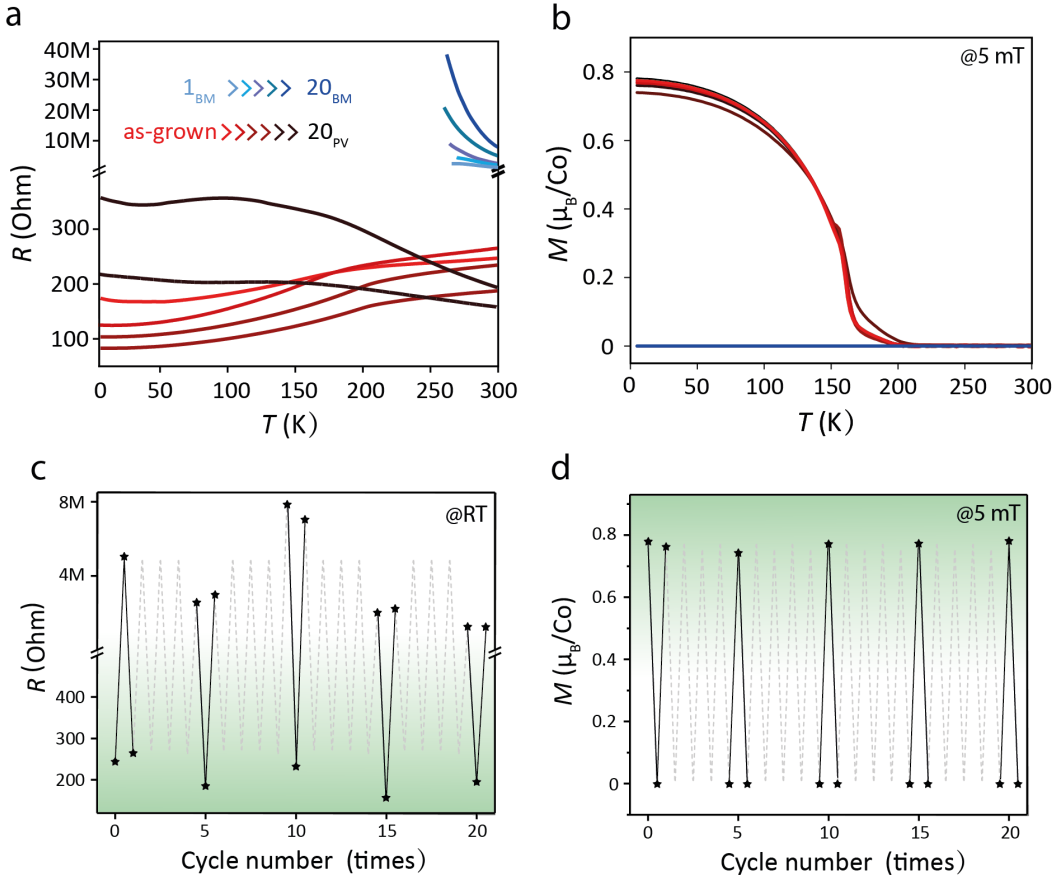 a
40M
30M
20M
10M
300
200
100
R (Ohm)
1BM >>>>> 20BM
as-grown >>>>>> 20PV
0 50 100 150 200 250 300
T (K)
b
@5 mT
0.8
0.6
0.4
0.2
0
M (μB/Co)
0 50 100 150 200 250 300
T (K)
c
@RT
8M
4M
400
300
200
R (Ohm)
0 5 10 15 20
Cycle number (times)
d
@5 mT
0.8
0.6
0.4
0.2
0
M (μB/Co)
0 5 10 15 20
Cycle number (times)